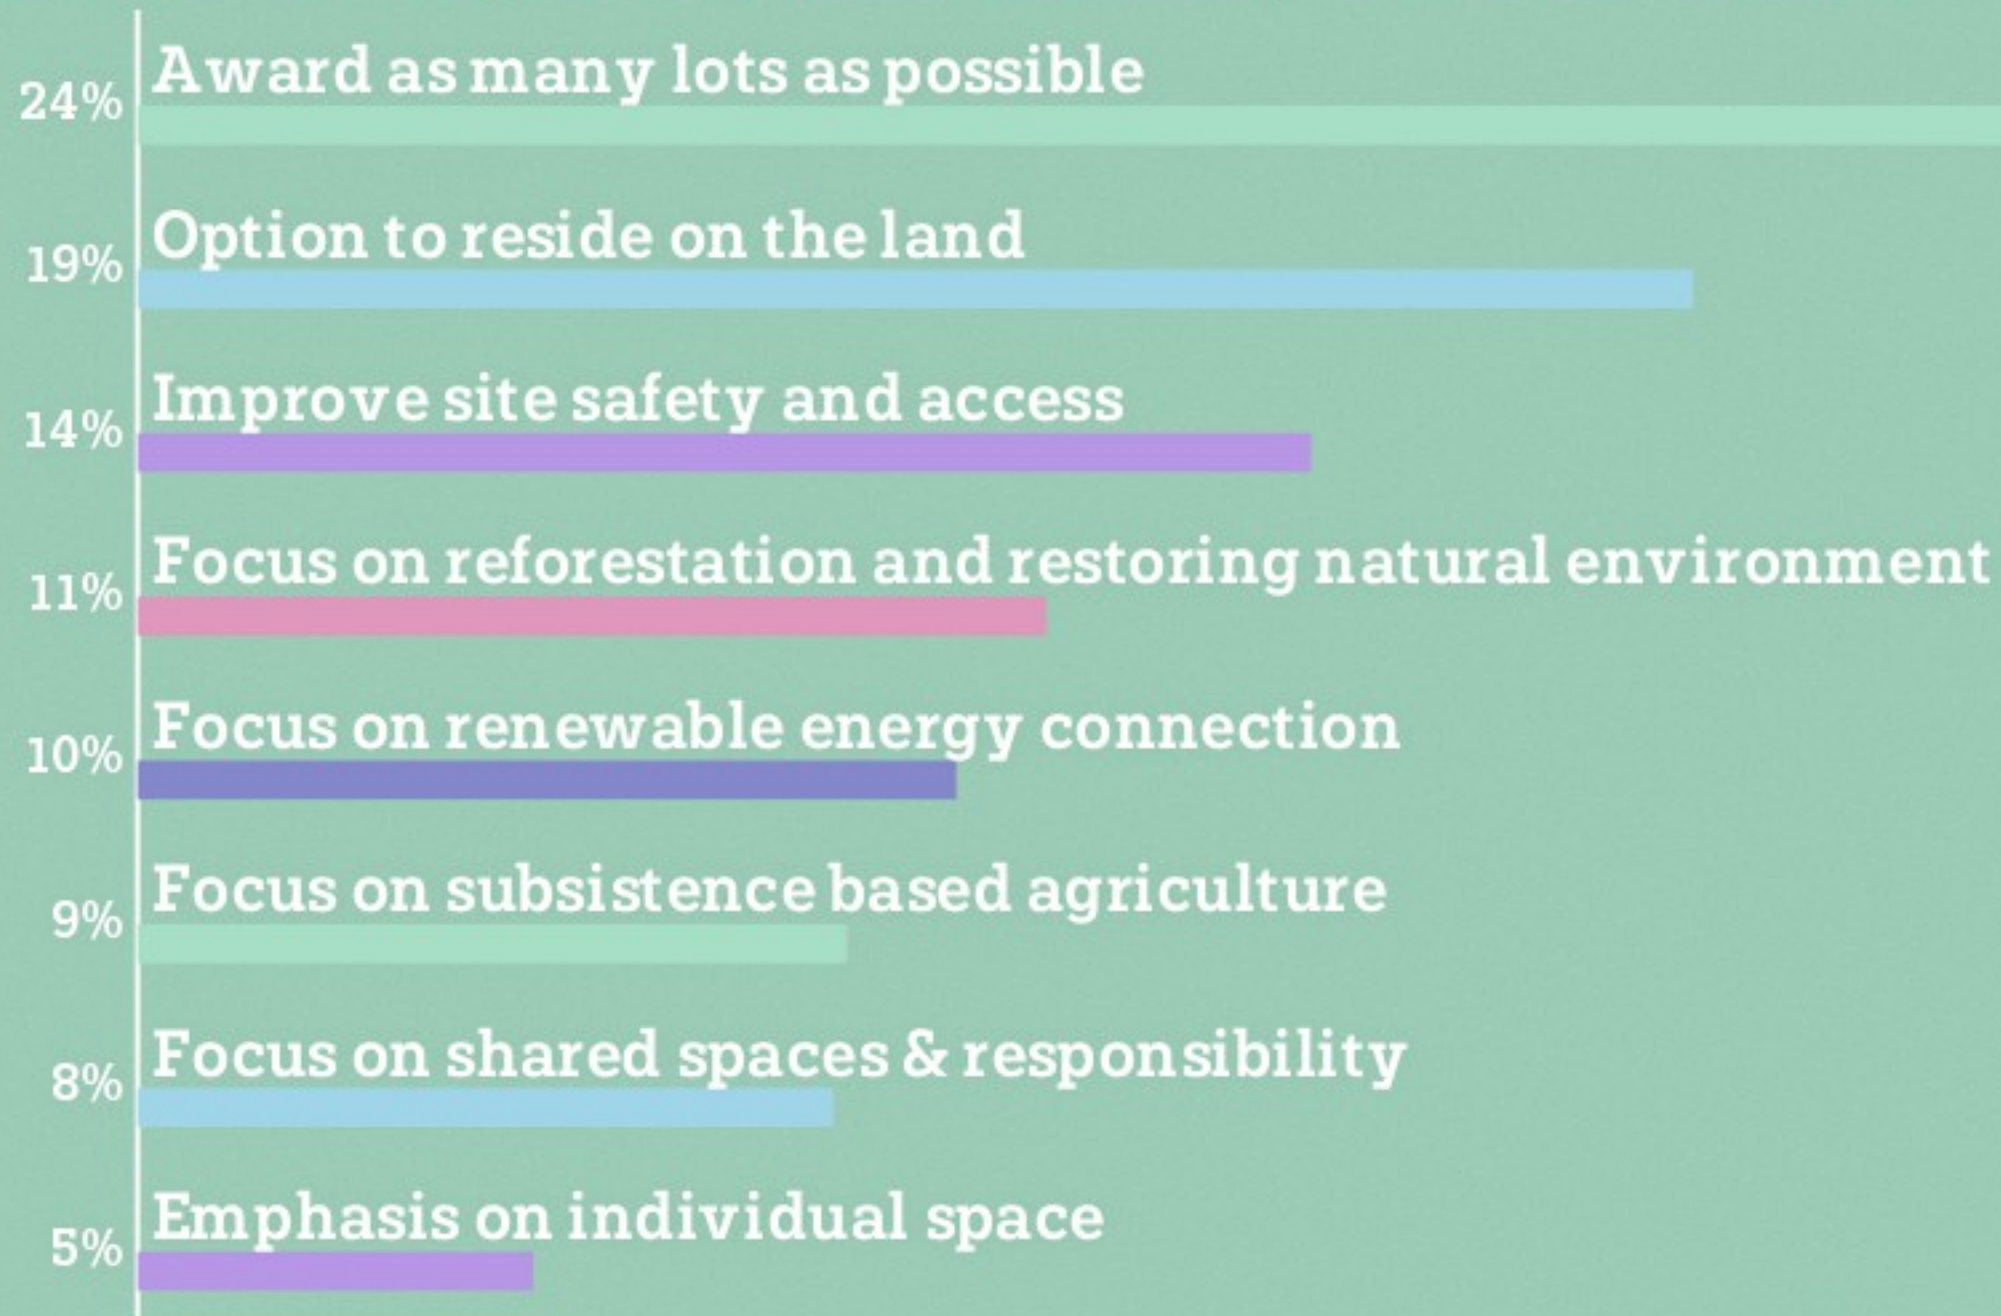 Award as many lots as possible
24%
Option to reside on the land
19%
Improve site safety and access
14%
Focus on reforestation and restoring natural environment
11%
Focus on renewable energy connection
10%
Focus on subsistence based agriculture
9%
Focus on shared spaces & responsibility
8%
Emphasis on individual space
5%